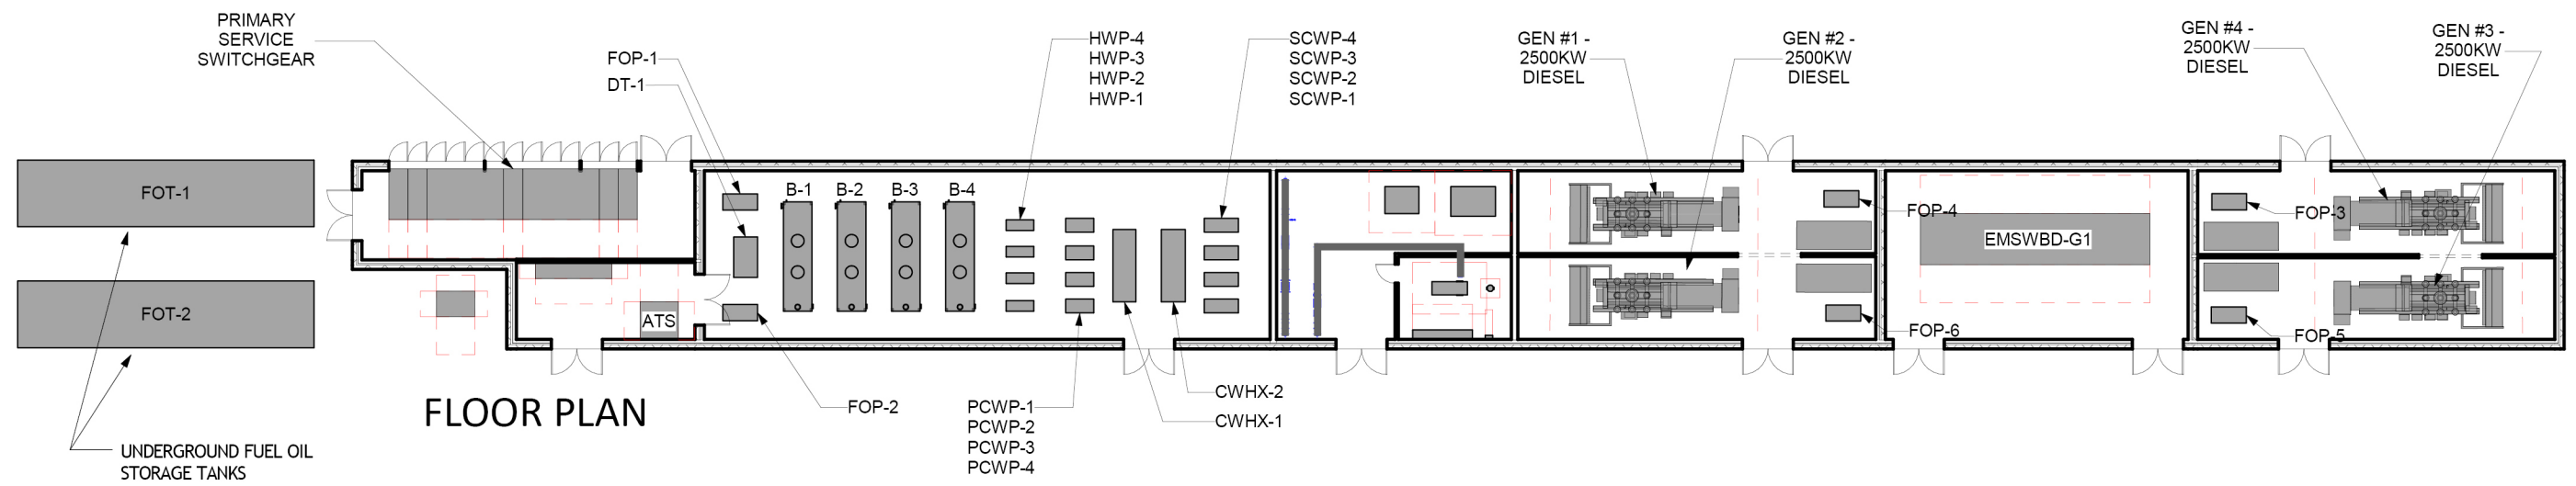 PRIMARY
SERVICE
SWITCHGEAR
FOP-1
DT-1
HWP-4
HWP-3
HWP-2
HWP-1
SCWP-4
SCWP-3
SCWP-2
SCWP-1
GEN #1 -
2500KW
DIESEL
GEN #2 -
2500KW
DIESEL
GEN #4 -
2500KW
DIESEL
GEN #3 -
2500KW
DIESEL
FOT-1
B-1
B-2
B-3
B-4
FOP-4
FOP-3
EMSWBD-G1
FOT-2
ATS
FOP-6
FOP-5
FOP-2
PCWP-1
PCWP-2
PCWP-3
PCWP-4
CWHX-2
CWHX-1
FLOOR PLAN
UNDERGROUND FUEL OIL
STORAGE TANKS